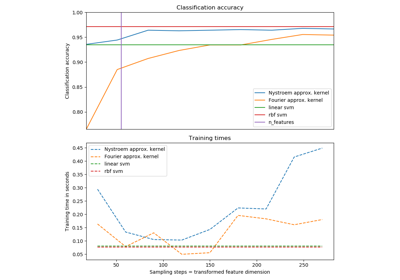 Classification accuracy
1.00
0.95
0.90
0.85
0.80
Classification accuracy
Nystroem approx. kernel
Fourier approx. kernel
linear svm
rbf svm
n_features
Training times
0.45
0.40
0.35
0.30
0.25
0.20
0.15
0.10
0.05
Training time in seconds
Nystroem approx. kernel
Fourier approx. kernel
linear svm
rbf svm
50
100
150
200
250
Sampling steps = transformed feature dimension